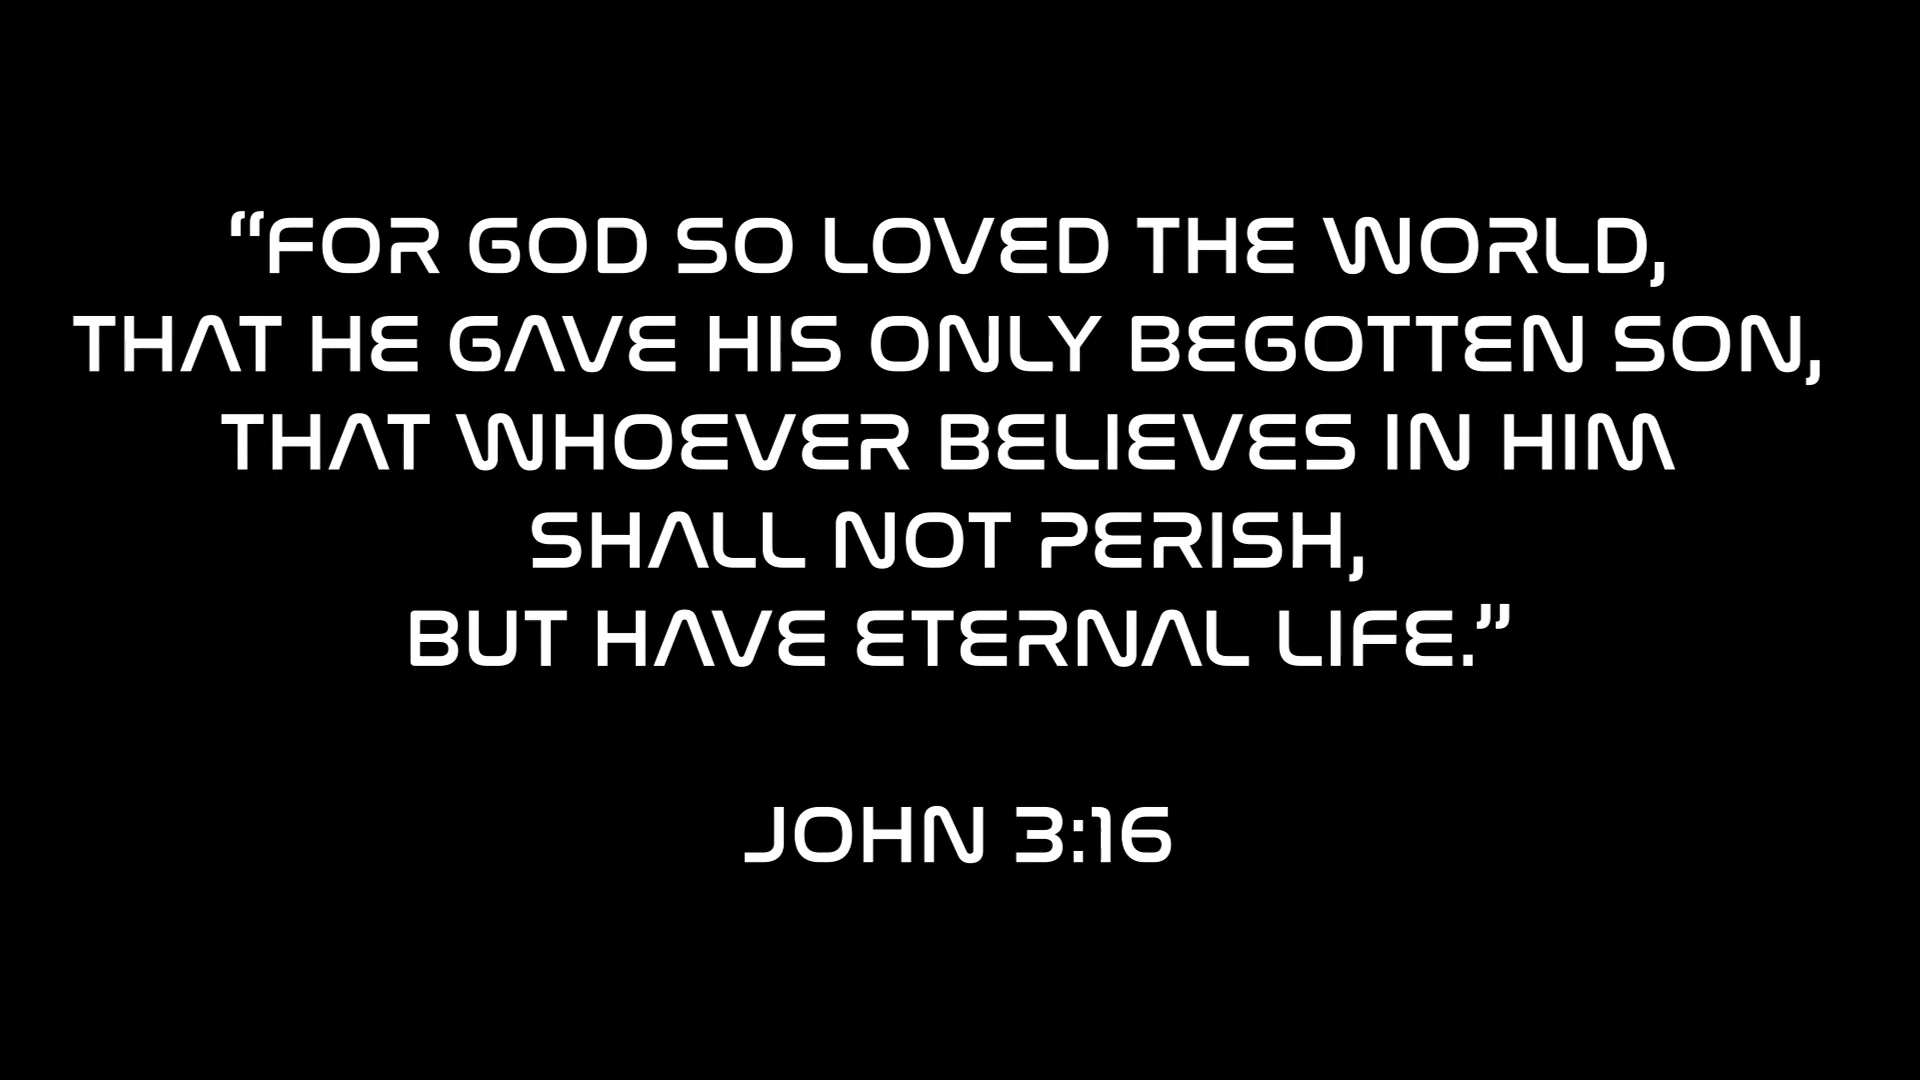 “FOR GOD SO LOVED THE WORLD,
THAT HE GAVE HIS ONLY BEGOTTEN SON,
THAT WHOEVER BELIEVES IN HIM
SHALL NOT PERISH,
BUT HAVE ETERNAL LIFE.”
JOHN 3:16